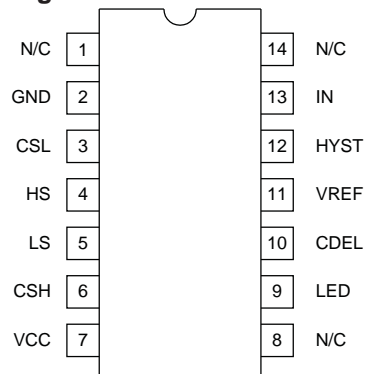 N/C 1 14 N/C
GND 2 13 IN
CSL 3 12 HYST
HS 4 11 VREF
LS 5 10 CDEL
CSH 6 9 LED
VCC 7 8 N/C